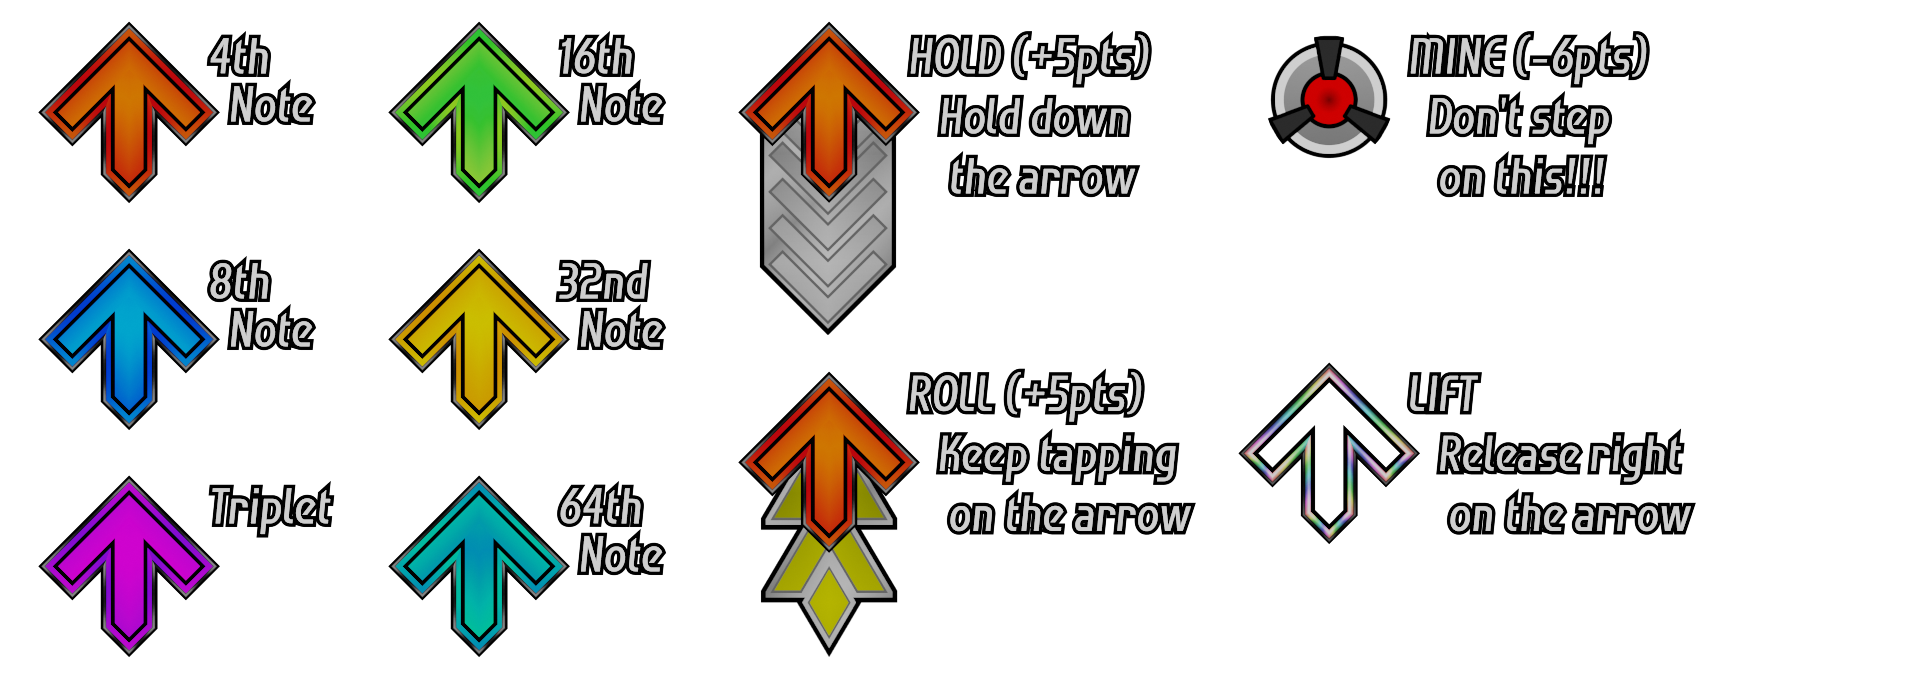 4th
Note
16th
Note
HOLD (+5pts)
Hold down
the arrow
MINE (-6pts)
Don't step
on this!!!
8th
Note
32nd
Note
ROLL (+5pts)
Keep tapping
on the arrow
LIFT
Release right
on the arrow
Triplet
64th
Note